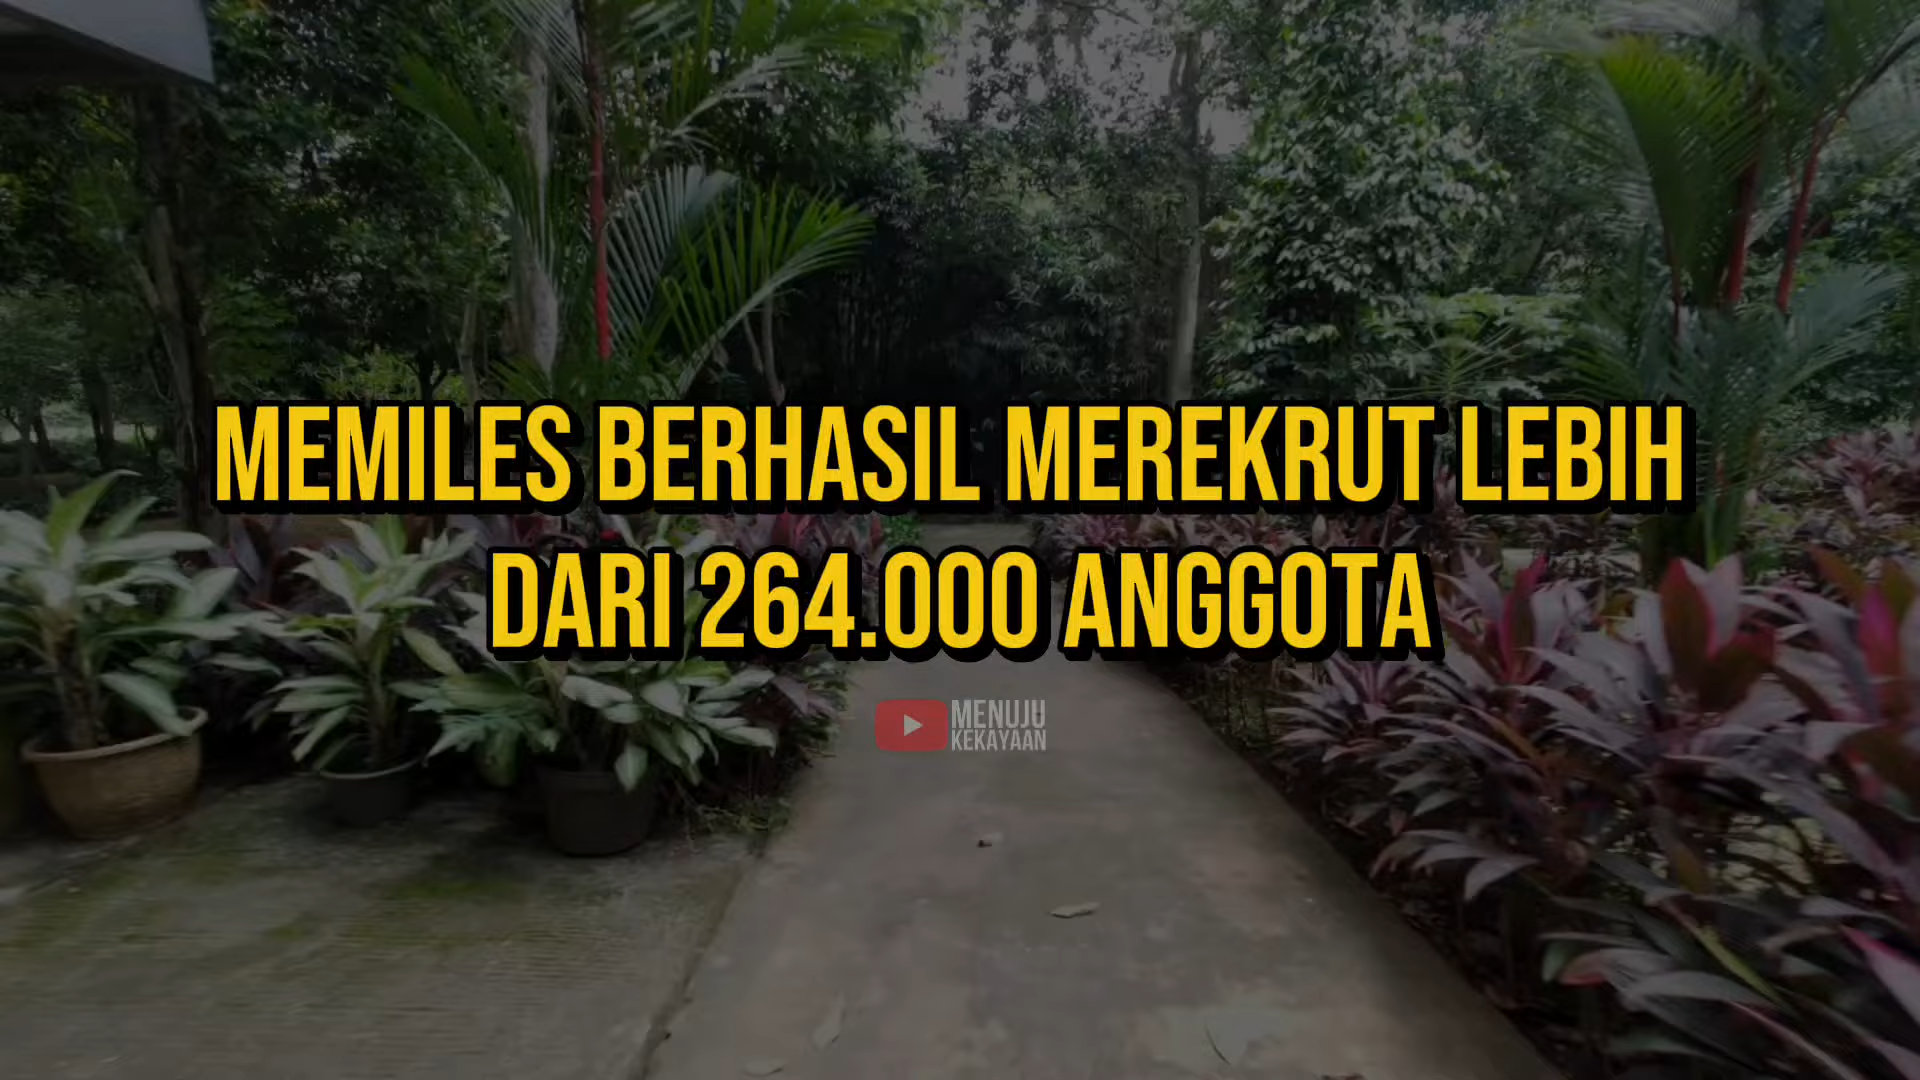 MEMILES BERHASIL MEREKRUT LEBIH
DARI 264.000 ANGGOTA
MENUJU
KEKAYAAN